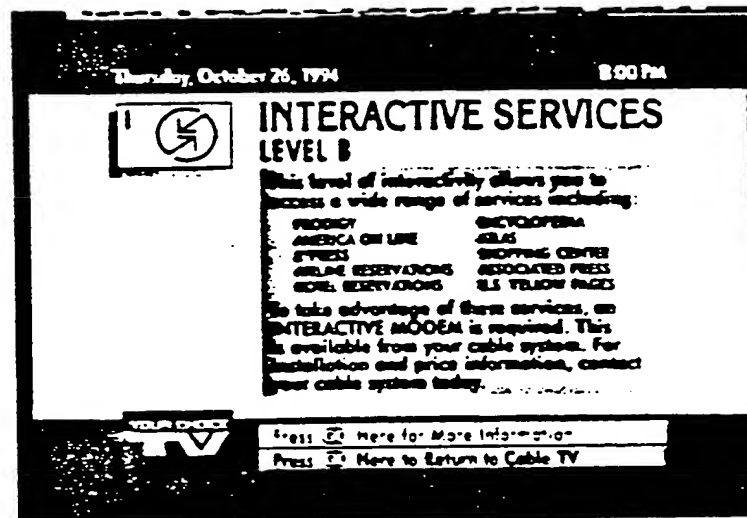 Thursday, October 26, 1994 8:00 PM
INTERACTIVE SERVICES
LEVEL B
This level of interactivity allows you to
access a wide range of services including:
PRODIGY ENCYCLOPEDIA
AMERICA ON LINE ATLAS
X*PRESS SHOPPING CENTER
AIRLINE RESERVATIONS ASSOCIATED PRESS
HOTEL RESERVATIONS U.S. YELLOW PAGES
To take advantage of these services, an
INTERACTIVE MODEM is required. This
is available from your cable system. For
installation and price information, contact
your cable system today.
YOUR CHOICE
TV
Press Here for More Information
Press Here to Return to Cable TV